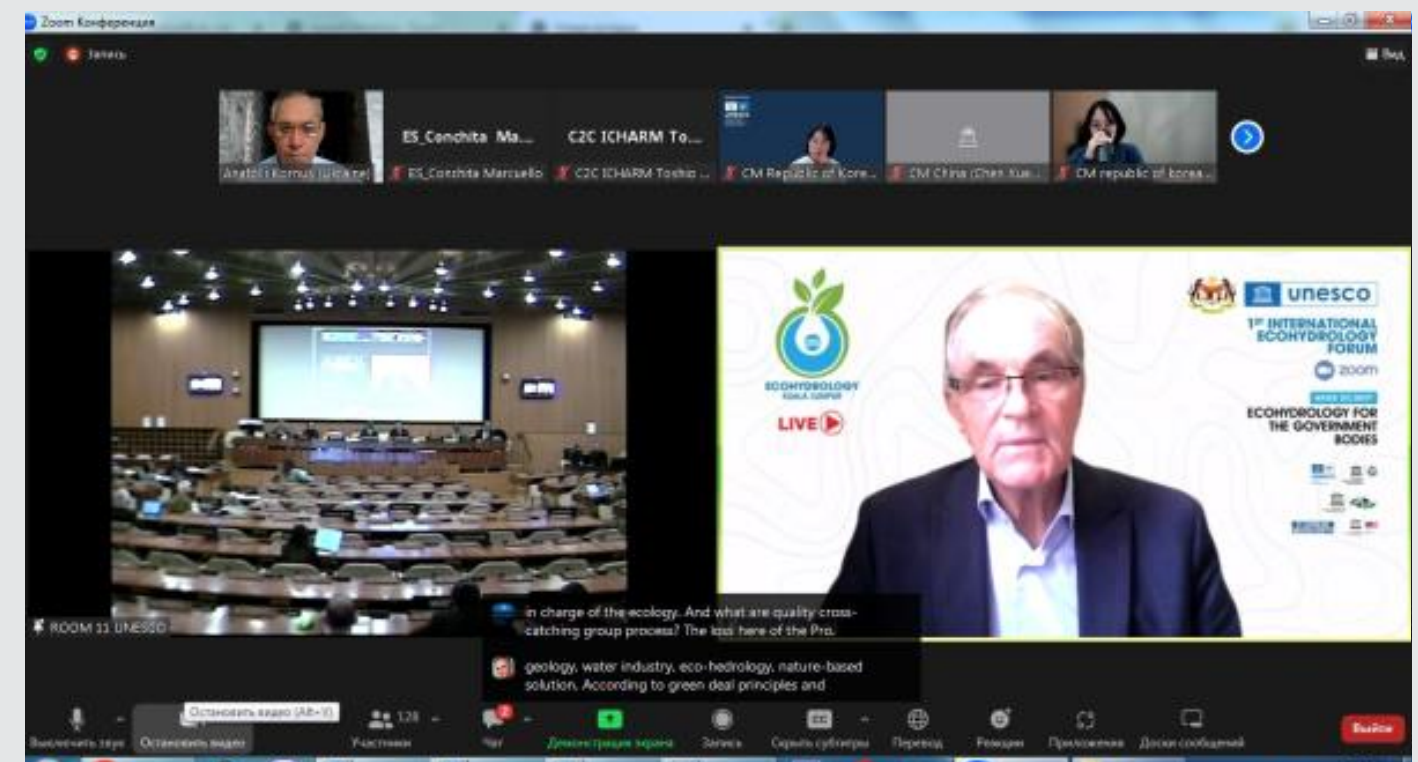 Zoom Конференция
Запись
Вид
ES_Conchita Ma...
C2C ICHARM To...
Anatolii Kornus (Ukraine)
ES_Conchita Marcuello
C2C ICHARM Toshio ...
CM Republic of Kore...
CM China (Chen Xue...
CM republic of korea...
ECOHYDROLOGY
KUALA LUMPUR
LIVE
unesco
1ST INTERNATIONAL
ECOHYDROLOGY
FORUM
zoom
ECOHYDROLOGY FOR
THE GOVERNMENT
BODIES
ROOM 11 UNESCO
in charge of the ecology. And what are quality cross-
catching group process? The loss here of the Pro.
geology, water industry, eco-hedrology, nature-based
solution, According to green deal principles and
Остановить видео (Alt+V)
128
2
Выключить звук
Остановить видео
Участники
Чат
Демонстрация экрана
Запись
Скрыть субтитры
Перевод
Реакции
Приложения
Доски сообщений
Выйти